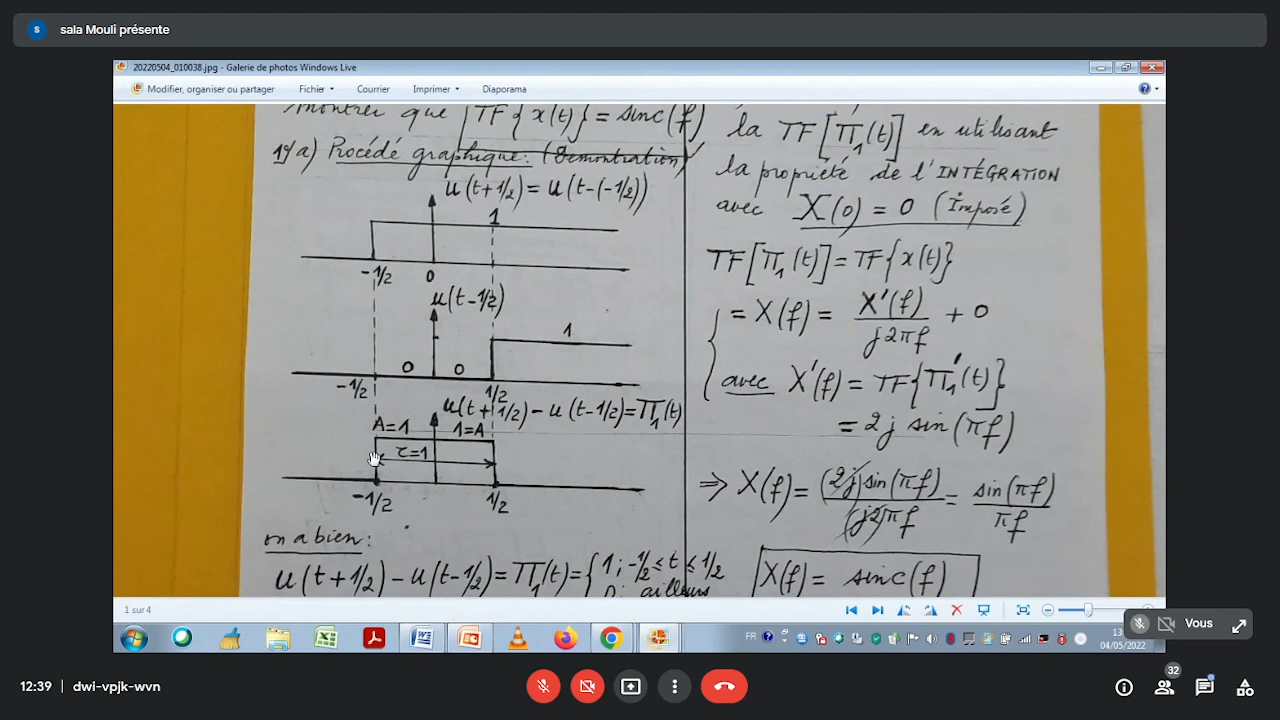 S
sala Mouli présente
20220504_010038.jpg - Galerie de photos Windows Live
Modifier, organiser ou partager Fichier Courrier Imprimer Diaporama
montrer que TF{x(t)} = sinc(f)
1º/a) Procédé graphique: (Démonstration)
u(t+1/2) = u(t-(-1/2))
1
-1/2 0
u(t-1/2)
1
0 0
-1/2 1/2
u(t+1/2) - u(t-1/2) = Π₁(t)
A=1 1=A
τ=1
-1/2 1/2
on a bien:
u(t+1/2) - u(t-1/2) = Π₁(t) = { 1 ; -1/2 ≤ t ≤ 1/2
0 ; ailleurs
la TF[Π₁(t)] en utilisant
la propriété de l'INTÉGRATION
avec X(0) = 0 (Imposé)
TF[Π₁(t)] = TF{x(t)}
= X(f) = X'(f)/j2πf + 0
avec X'(f) = TF{Π₁'(t)}
= 2j sin(πf)
⇒ X(f) = (2j) sin(πf)/(j2)πf = sin(πf)/πf
X(f) = sinc(f)
1 sur 4
FR
04/05/2022
Vous
12:39 | dwi-vpjk-wvn
32